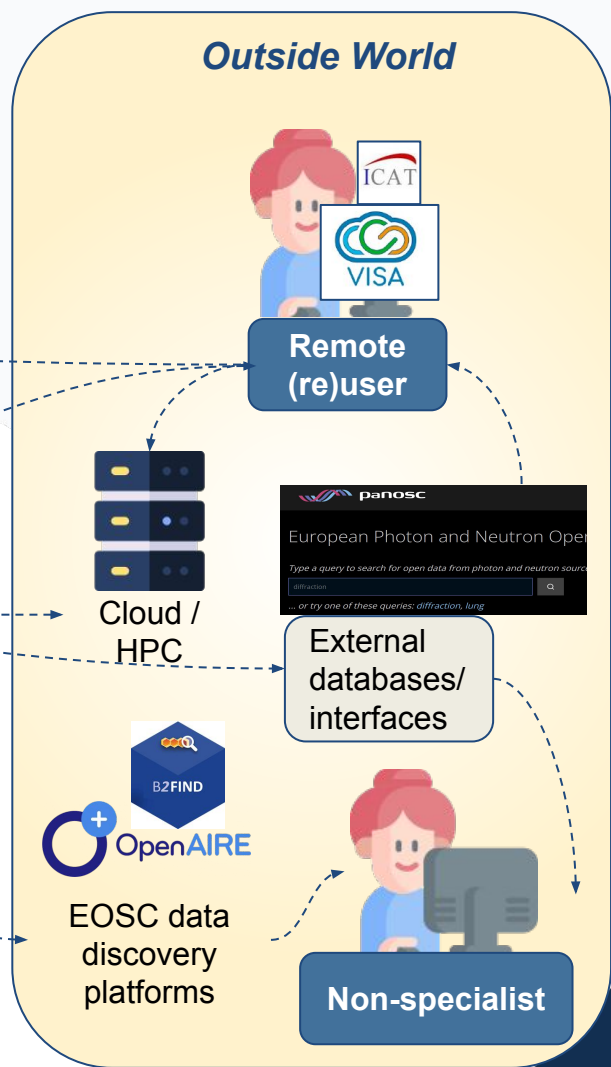 Outside World
ICAT
VISA
Remote
(re)user
panosc
European Photon and Neutron Oper
Type a query to search for open data from photon and neutron source
diffraction
... or try one of these queries: diffraction, lung
Cloud /
HPC
External
databases/
interfaces
B2FIND
OpenAIRE
EOSC data
discovery
platforms
Non-specialist